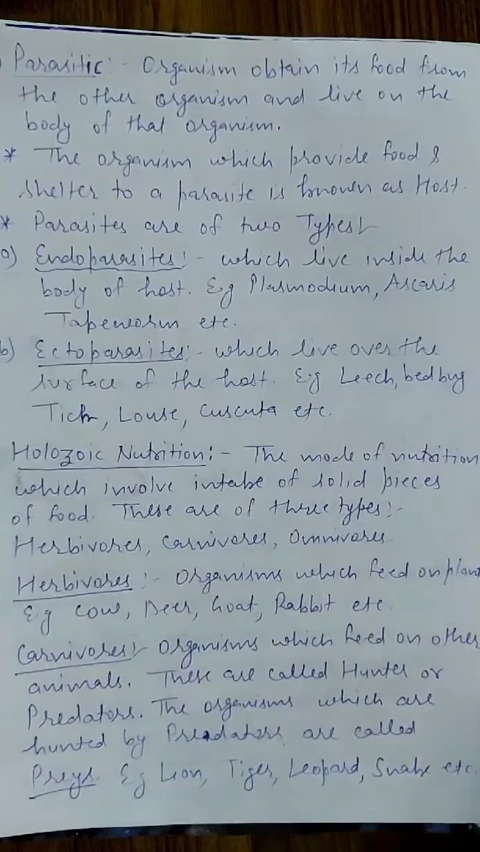 Parasitic :- Organism obtain its food from
the other organism and live on the
body of that organism.
* The organism which provide food &
shelter to a parasite is known as Host.
* Parasites are of two Types :-
a) Endoparasites :- which live inside the
body of host. E.g Plasmodium, Ascaris
Tapeworm etc.
b) Ectoparasites :- which live over the
surface of the host. E.g Leech, bedbug
Tick, Louse, Cuscuta etc.
Holozoic Nutrition :- The mode of nutrition
which involve intake of solid pieces
of food. These are of three types :-
Herbivores, Carnivores, Omnivores
Herbivores :- Organisms which feed on plan
E.g Cow, Deer, Goat, Rabbit etc.
Carnivores :- Organisms which feed on other
animals. These are called Hunter or
Predators. The organisms which are
hunted by Predators are called
Preys. E.g Lion, Tiger, Leopard, Snake etc.